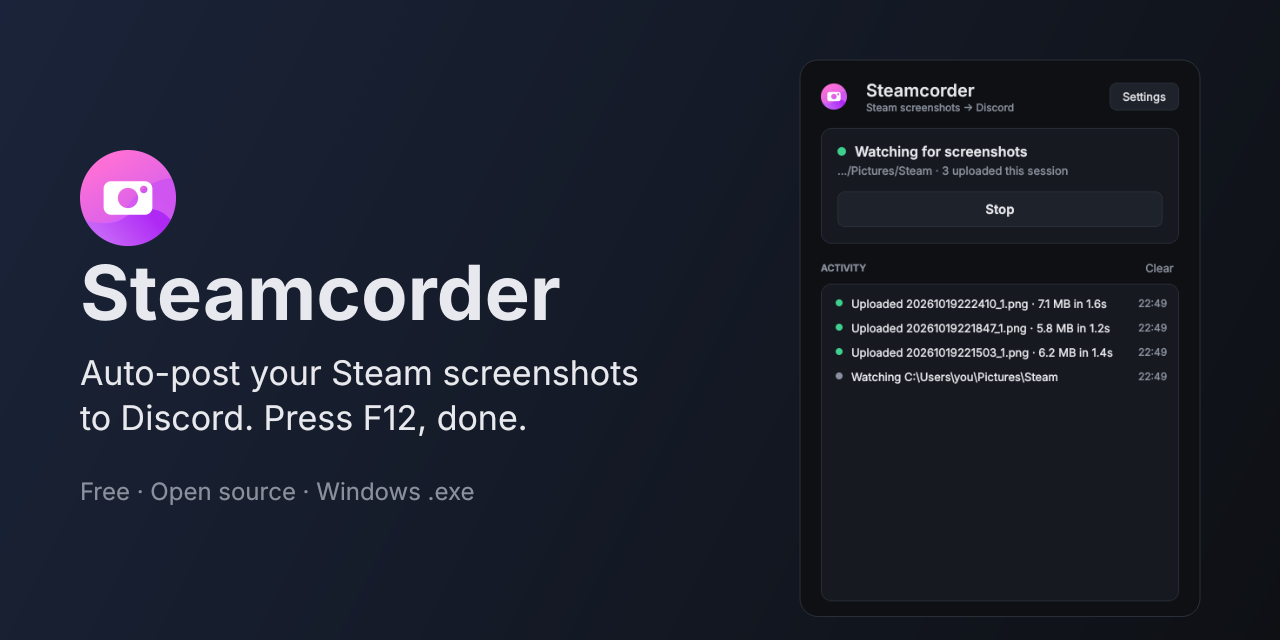 Steamcorder
Auto-post your Steam screenshots
to Discord. Press F12, done.
Free · Open source · Windows .exe
Steamcorder
Steam screenshots → Discord
Settings
Watching for screenshots
.../Pictures/Steam · 3 uploaded this session
Stop
ACTIVITY
Clear
Uploaded 20261019222410_1.png · 7.1 MB in 1.6s 22:49
Uploaded 20261019221847_1.png · 5.8 MB in 1.2s 22:49
Uploaded 20261019221503_1.png · 6.2 MB in 1.4s 22:49
Watching C:\Users\you\Pictures\Steam 22:49